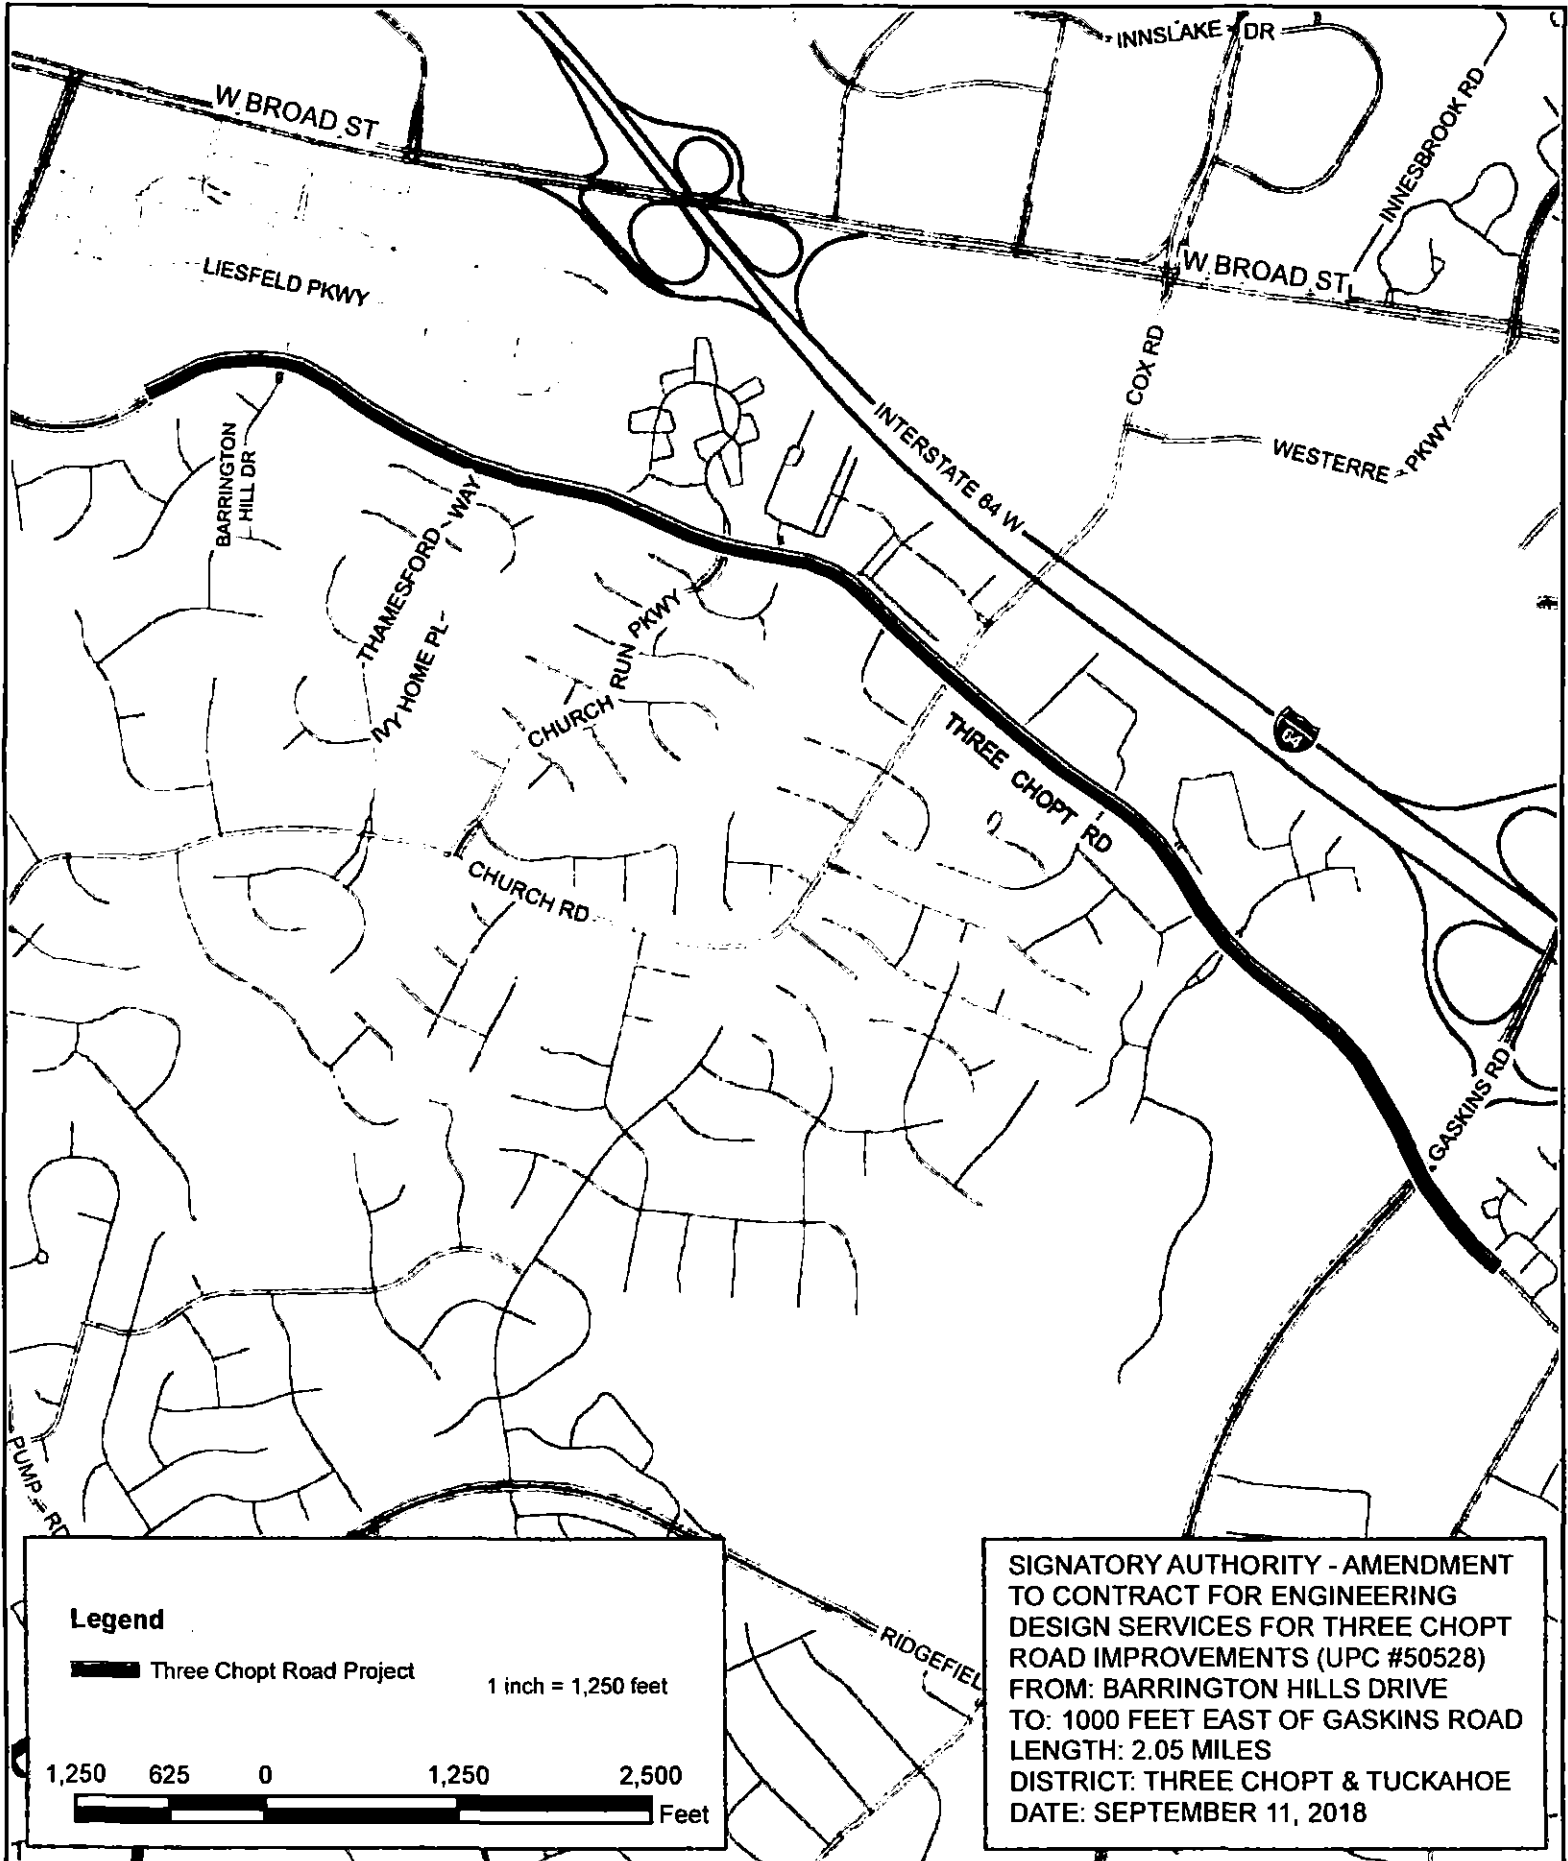 INNSLAKE DR
W BROAD ST
INNESBROOK RD
LIESFELD PKWY
W BROAD ST
COX RD
BARRINGTON
HILL DR
INTERSTATE 64 W
WESTERRE PKWY
THAMESFORD WAY
IVY HOME PL
CHURCH RUN PKWY
64
THREE CHOPT RD
CHURCH RD
GASKINS RD
PUMP RD
RIDGEFIEL
Legend
Three Chopt Road Project
1 inch = 1,250 feet
1,250 625 0 1,250 2,500
Feet
SIGNATORY AUTHORITY - AMENDMENT
TO CONTRACT FOR ENGINEERING
DESIGN SERVICES FOR THREE CHOPT
ROAD IMPROVEMENTS (UPC #50528)
FROM: BARRINGTON HILLS DRIVE
TO: 1000 FEET EAST OF GASKINS ROAD
LENGTH: 2.05 MILES
DISTRICT: THREE CHOPT & TUCKAHOE
DATE: SEPTEMBER 11, 2018